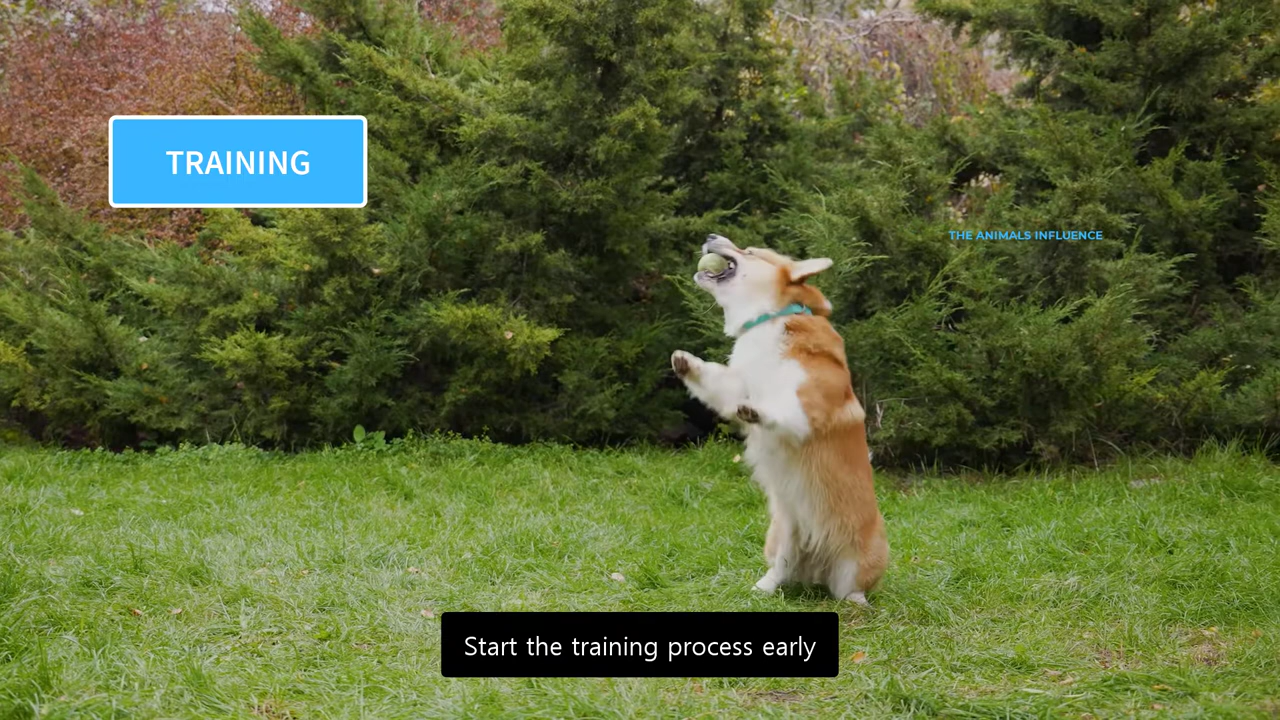 TRAINING
THE ANIMALS INFLUENCE
Start the training process early